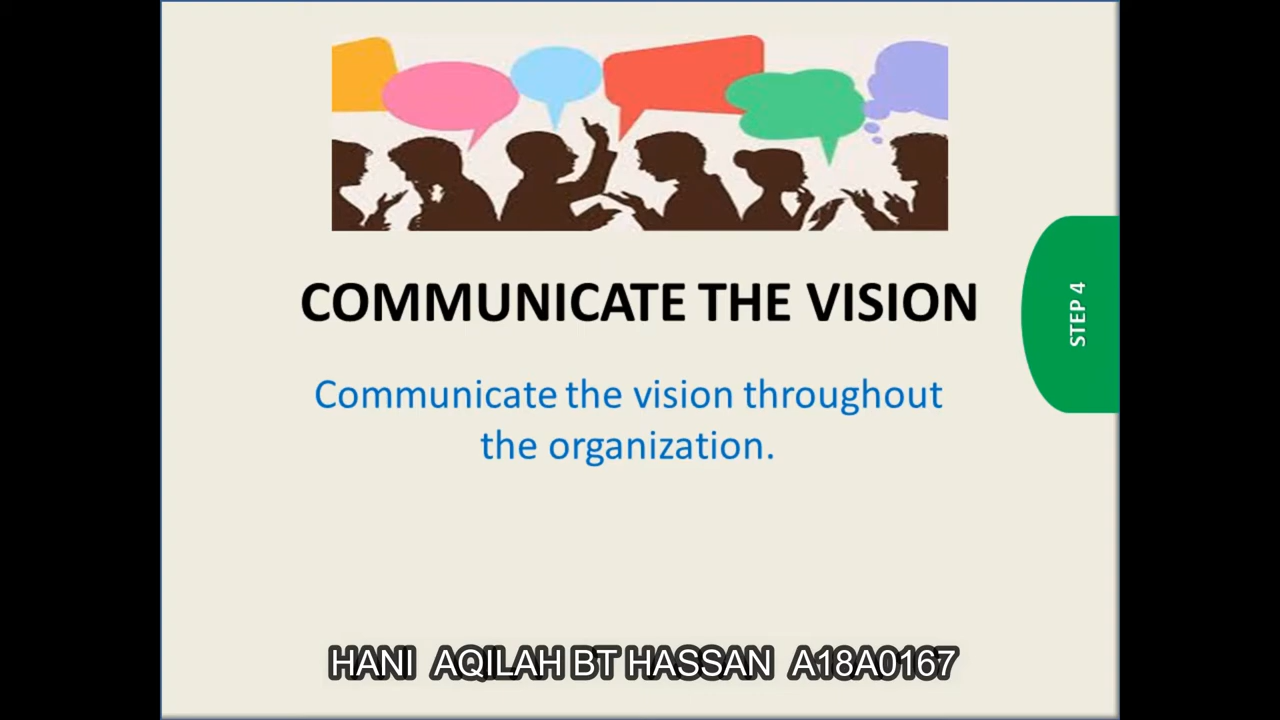 COMMUNICATE THE VISION
STEP 4
Communicate the vision throughout
the organization.
HANI AQILAH BT HASSAN A18A0167